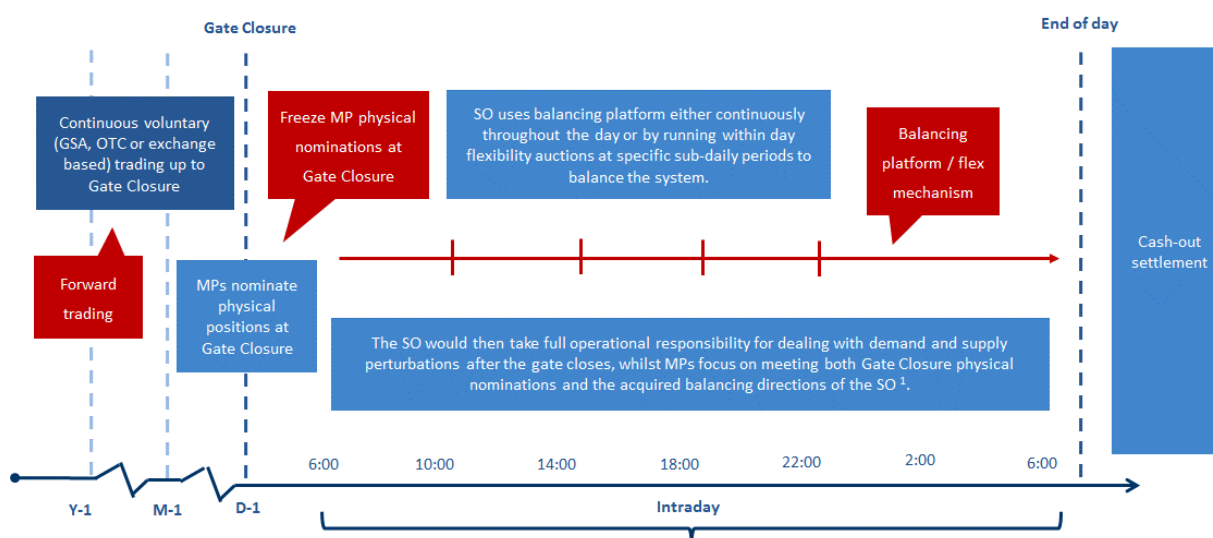 Gate Closure
End of day
Continuous voluntary
(GSA, OTC or exchange
based) trading up to
Gate Closure
Freeze MP physical
nominations at
Gate Closure
SO uses balancing platform either continuously
throughout the day or by running within day
flexibility auctions at specific sub-daily periods to
balance the system.
Balancing
platform / flex
mechanism
Cash-out
settlement
Forward
trading
MPs nominate
physical
positions at
Gate Closure
The SO would then take full operational responsibility for dealing with demand and supply
perturbations after the gate closes, whilst MPs focus on meeting both Gate Closure physical
nominations and the acquired balancing directions of the SO ¹.
6:00 10:00 14:00 18:00 22:00 2:00 6:00
Y-1 M-1 D-1 Intraday